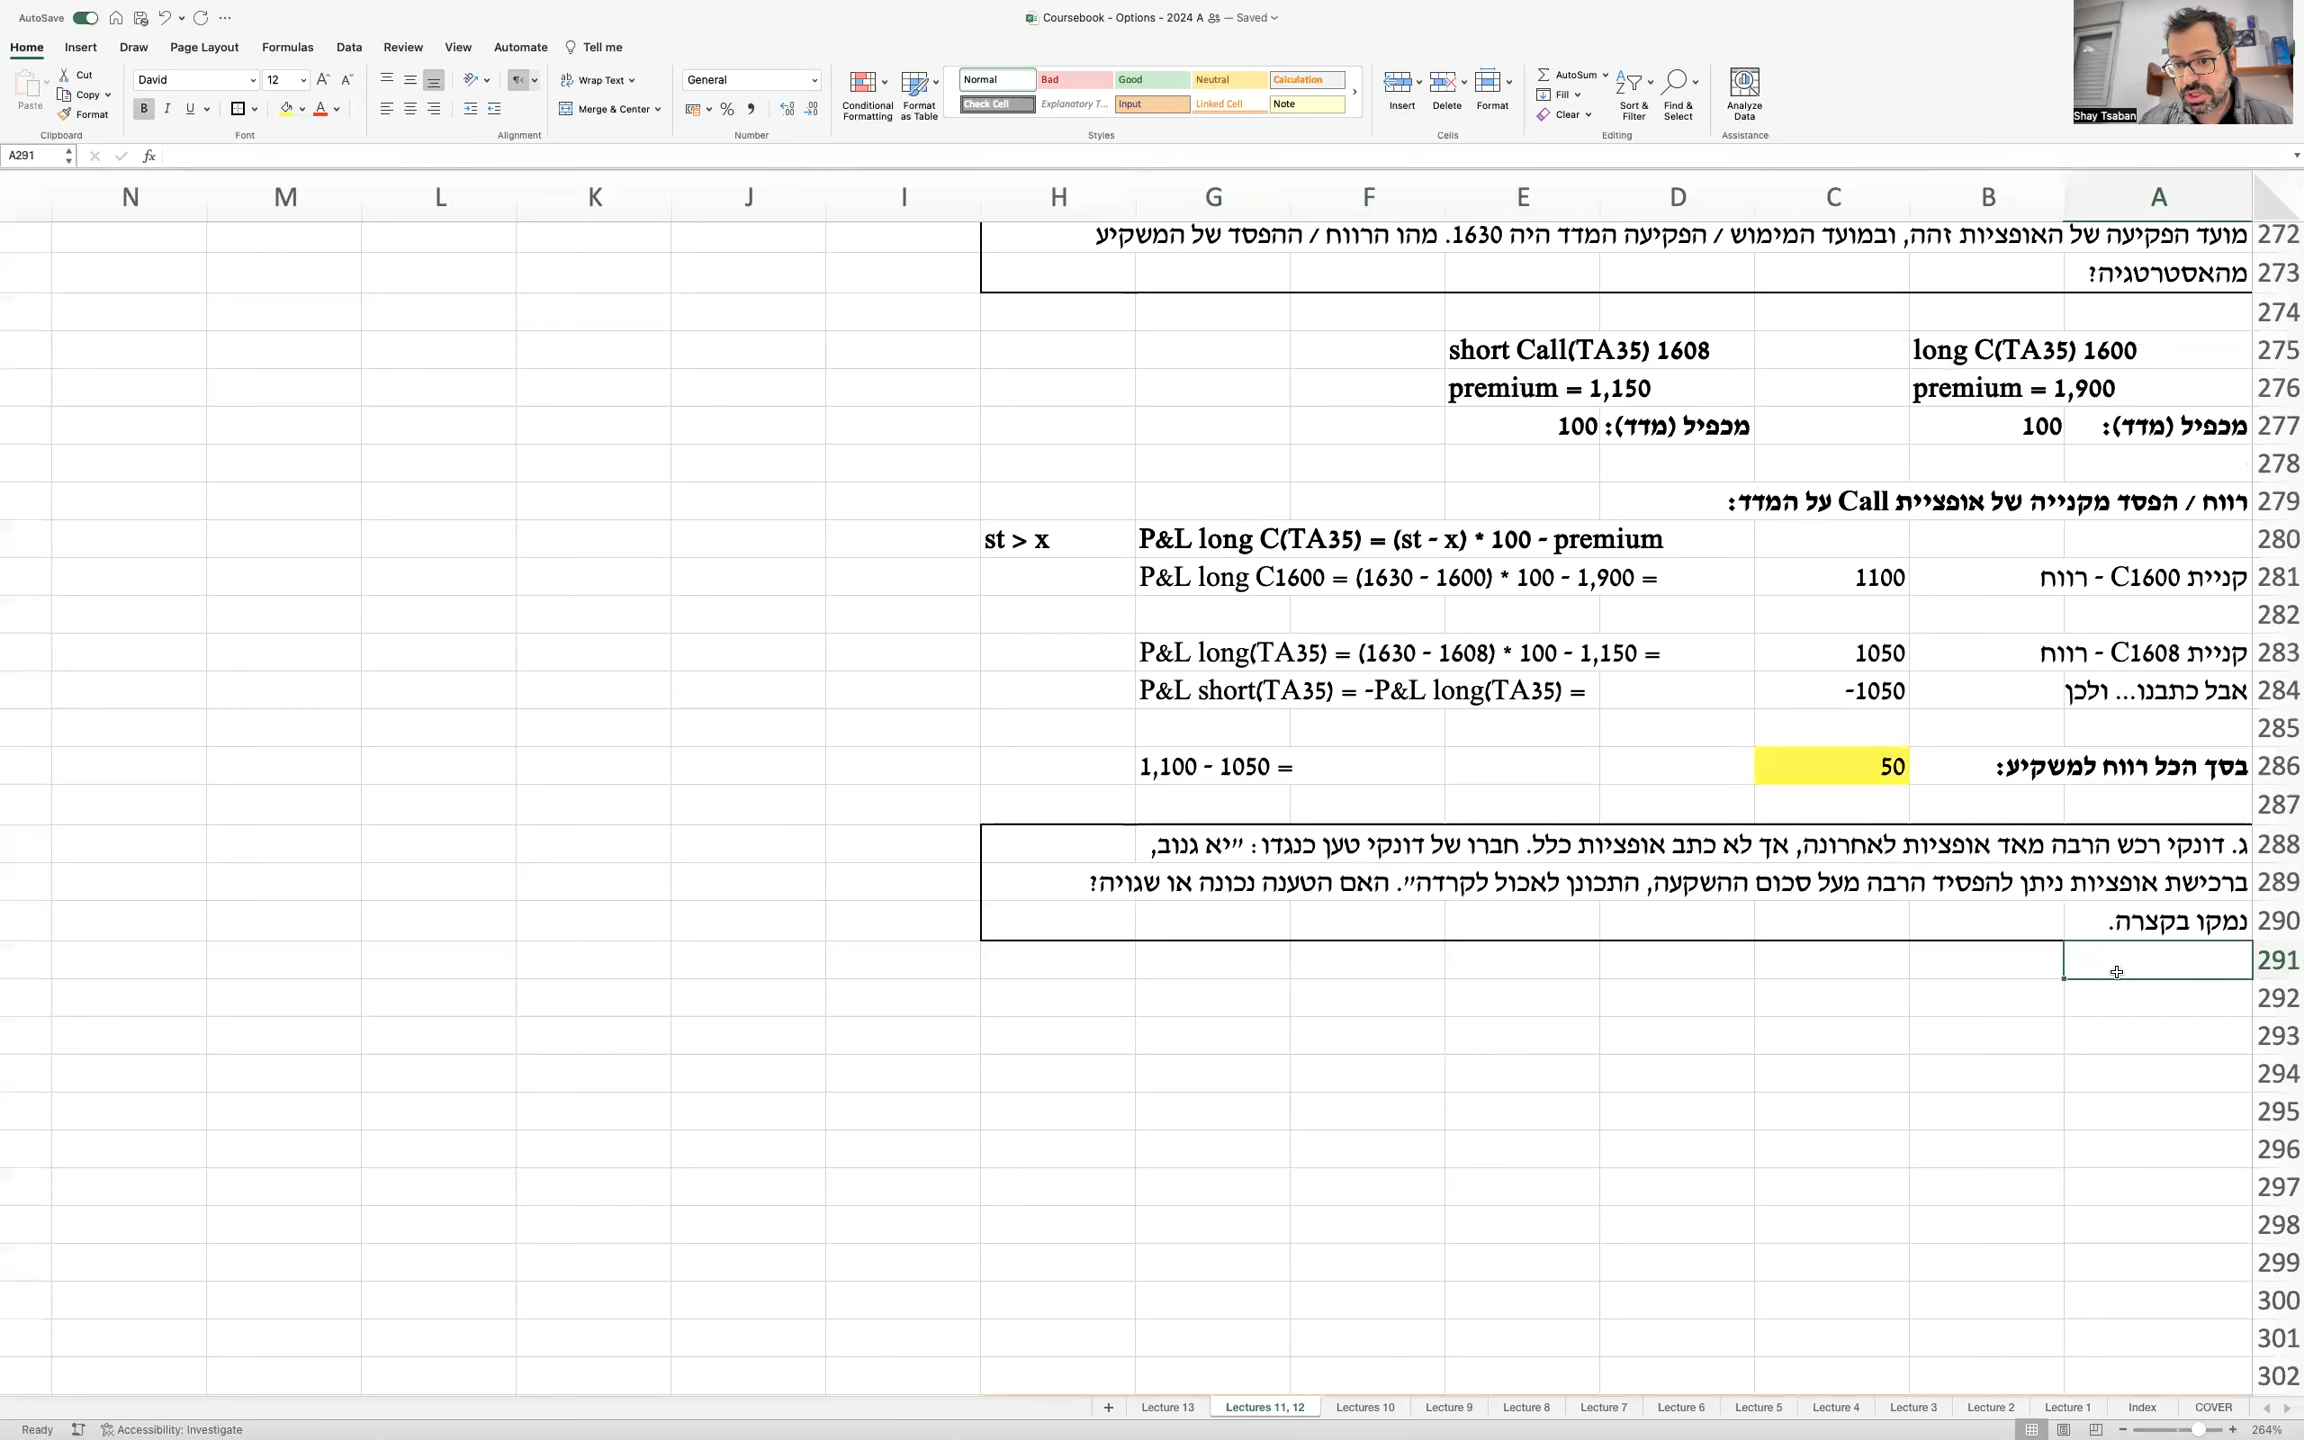 AutoSave
Coursebook - Options - 2024 A — Saved
Home Insert Draw Page Layout Formulas Data Review View Automate Tell me
Paste Cut Copy Format Clipboard
David 12 B I U A Font
Wrap Text Merge & Center Alignment
General % Number
Conditional Formatting Format as Table
Normal Bad Good Neutral Calculation
Check Cell Explanatory T... Input Linked Cell Note
Styles
Insert Delete Format Cells
AutoSum Fill Clear Sort & Filter Find & Select Editing
Analyze Data Assistance
Shay Tsaban
A291 fx
N M L K J I H G F E D C B A
272 מועד הפקיעה של האופציות זהה, ובמועד המימוש / הפקיעה המדד היה 1630. מהו הרווח / ההפסד של המשקיע
273 מהאסטרטגיה?
274
275 long C(TA35) 1600 short Call(TA35) 1608
276 premium = 1,900 premium = 1,150
277 מכפיל (מדד): 100 מכפיל (מדד): 100
278
279 רווח / הפסד מקנייה של אופציית Call על המדד:
280 P&L long C(TA35) = (st - x) * 100 - premium st > x
281 קניית C1600 - רווח 1100 P&L long C1600 = (1630 - 1600) * 100 - 1,900 =
282
283 קניית C1608 - רווח 1050 P&L long(TA35) = (1630 - 1608) * 100 - 1,150 =
284 אבל כתבנו... ולכן -1050 P&L short(TA35) = -P&L long(TA35) =
285
286 בסך הכל רווח למשקיע: 50 1,100 - 1050 =
287
288 ג. דונקי רכש הרבה מאד אופציות לאחרונה, אך לא כתב אופציות כלל. חברו של דונקי טען כנגדו: "יא גנוב,
289 ברכישת אופציות ניתן להפסיד הרבה מעל סכום ההשקעה, התכונן לאכול לקרדה". האם הטענה נכונה או שגויה?
290 נמקו בקצרה.
291
292
293
294
295
296
297
298
299
300
301
302
+ Lecture 13 Lectures 11, 12 Lectures 10 Lecture 9 Lecture 8 Lecture 7 Lecture 6 Lecture 5 Lecture 4 Lecture 3 Lecture 2 Lecture 1 Index COVER
Ready Accessibility: Investigate 264%